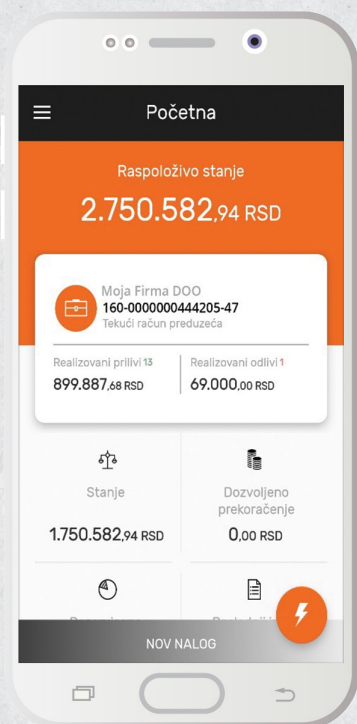 Početna
Raspoloživo stanje
2.750.582,94 RSD
Moja Firma DOO
160-0000000444205-47
Tekući račun preduzeća
Realizovani prilivi 13
Realizovani odlivi 1
899.887,68 RSD
69.000,00 RSD
Stanje
Dozvoljeno
prekoračenje
1.750.582,94 RSD
0,00 RSD
NOV NALOG